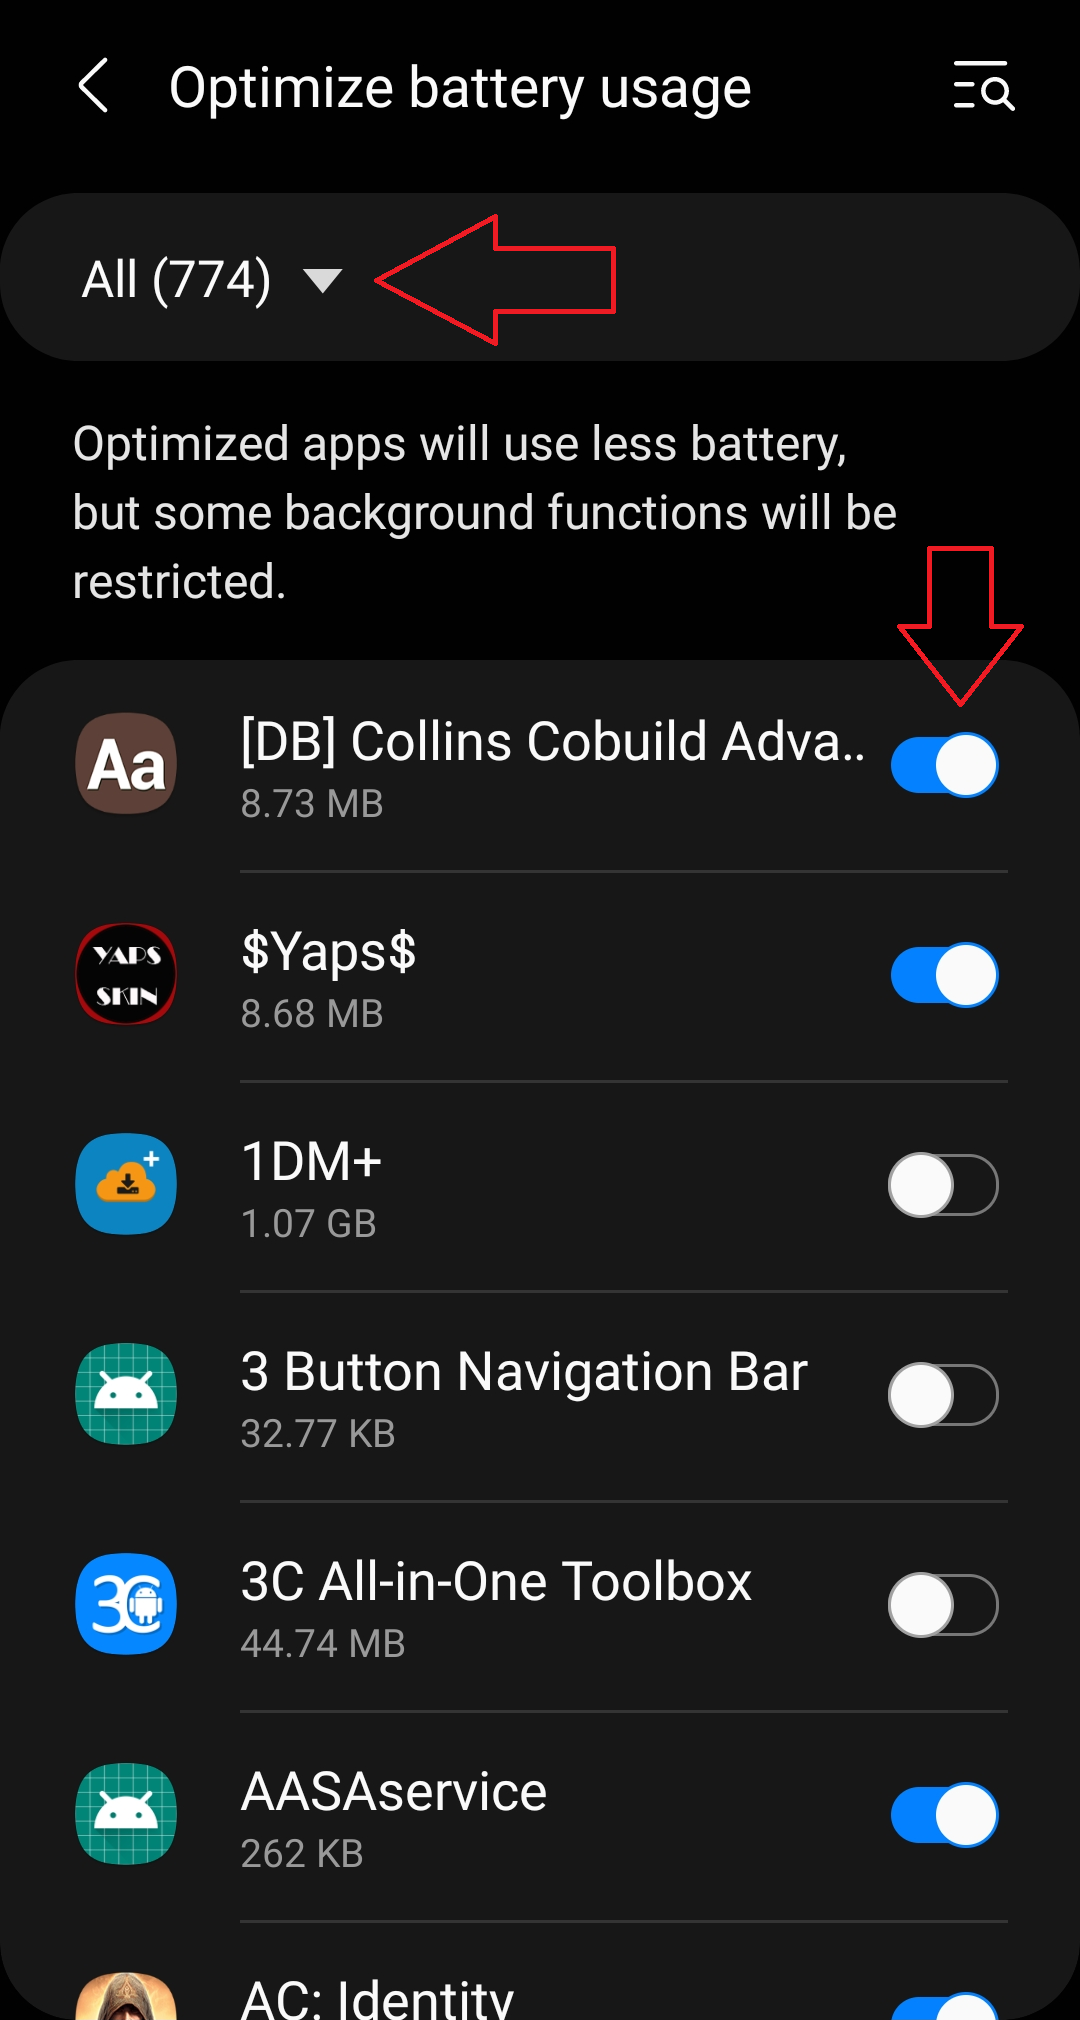 Optimize battery usage
All (774)
Optimized apps will use less battery,
but some background functions will be
restricted.
Aa
[DB] Collins Cobuild Adva..
8.73 MB
YAPS
SKIN
$Yaps$
8.68 MB
1DM+
1.07 GB
3 Button Navigation Bar
32.77 KB
3C
3C All-in-One Toolbox
44.74 MB
AASAservice
262 KB
AC: Identity